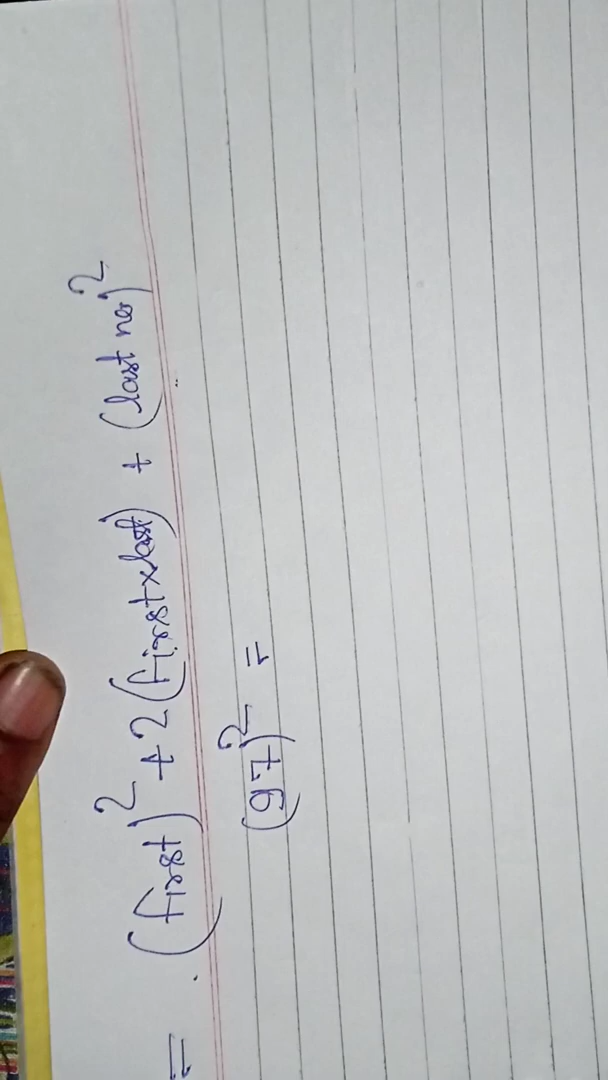 = . (first)² + 2(first×last) + (last no)²
(97)² =